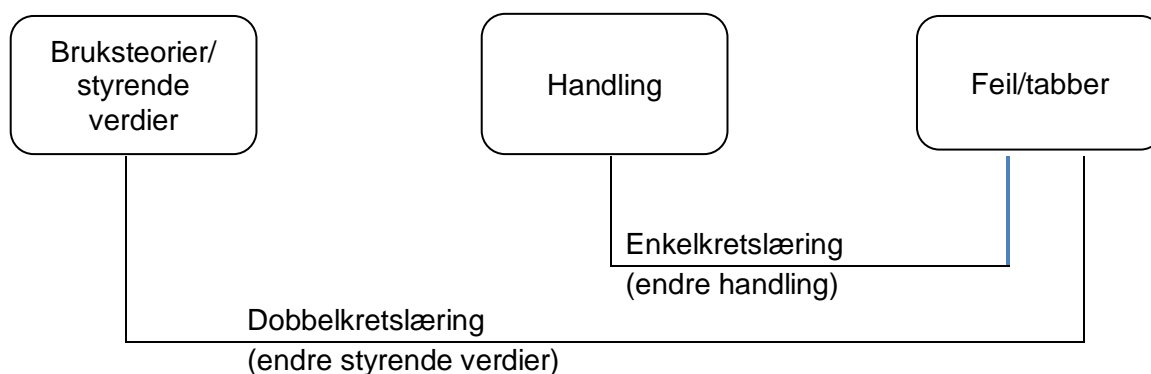 Bruksteorier/
styrende
verdier
Handling
Feil/tabber
Enkelkretslæring
(endre handling)
Dobbelkretslæring
(endre styrende verdier)